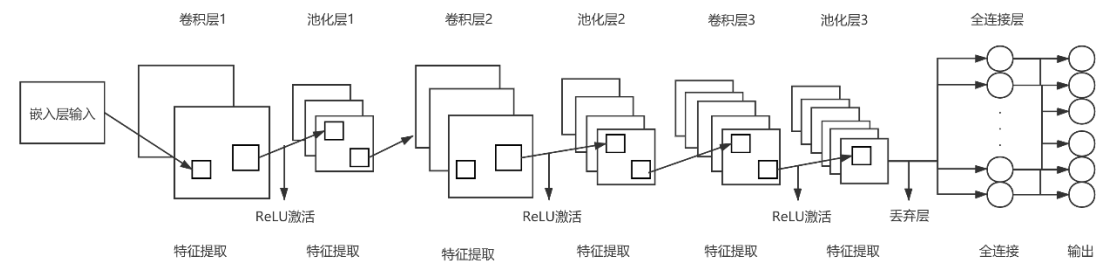 卷积层1 池化层1 卷积层2 池化层2 卷积层3 池化层3 全连接层
嵌入层输入
ReLU激活 ReLU激活 ReLU激活 丢弃层
特征提取 特征提取 特征提取 特征提取 特征提取 特征提取 全连接 输出